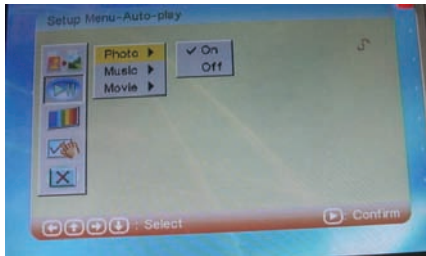 Setup Menu-Auto-play
Photo
Music
Movie
On
Off
: Select
: Confirm